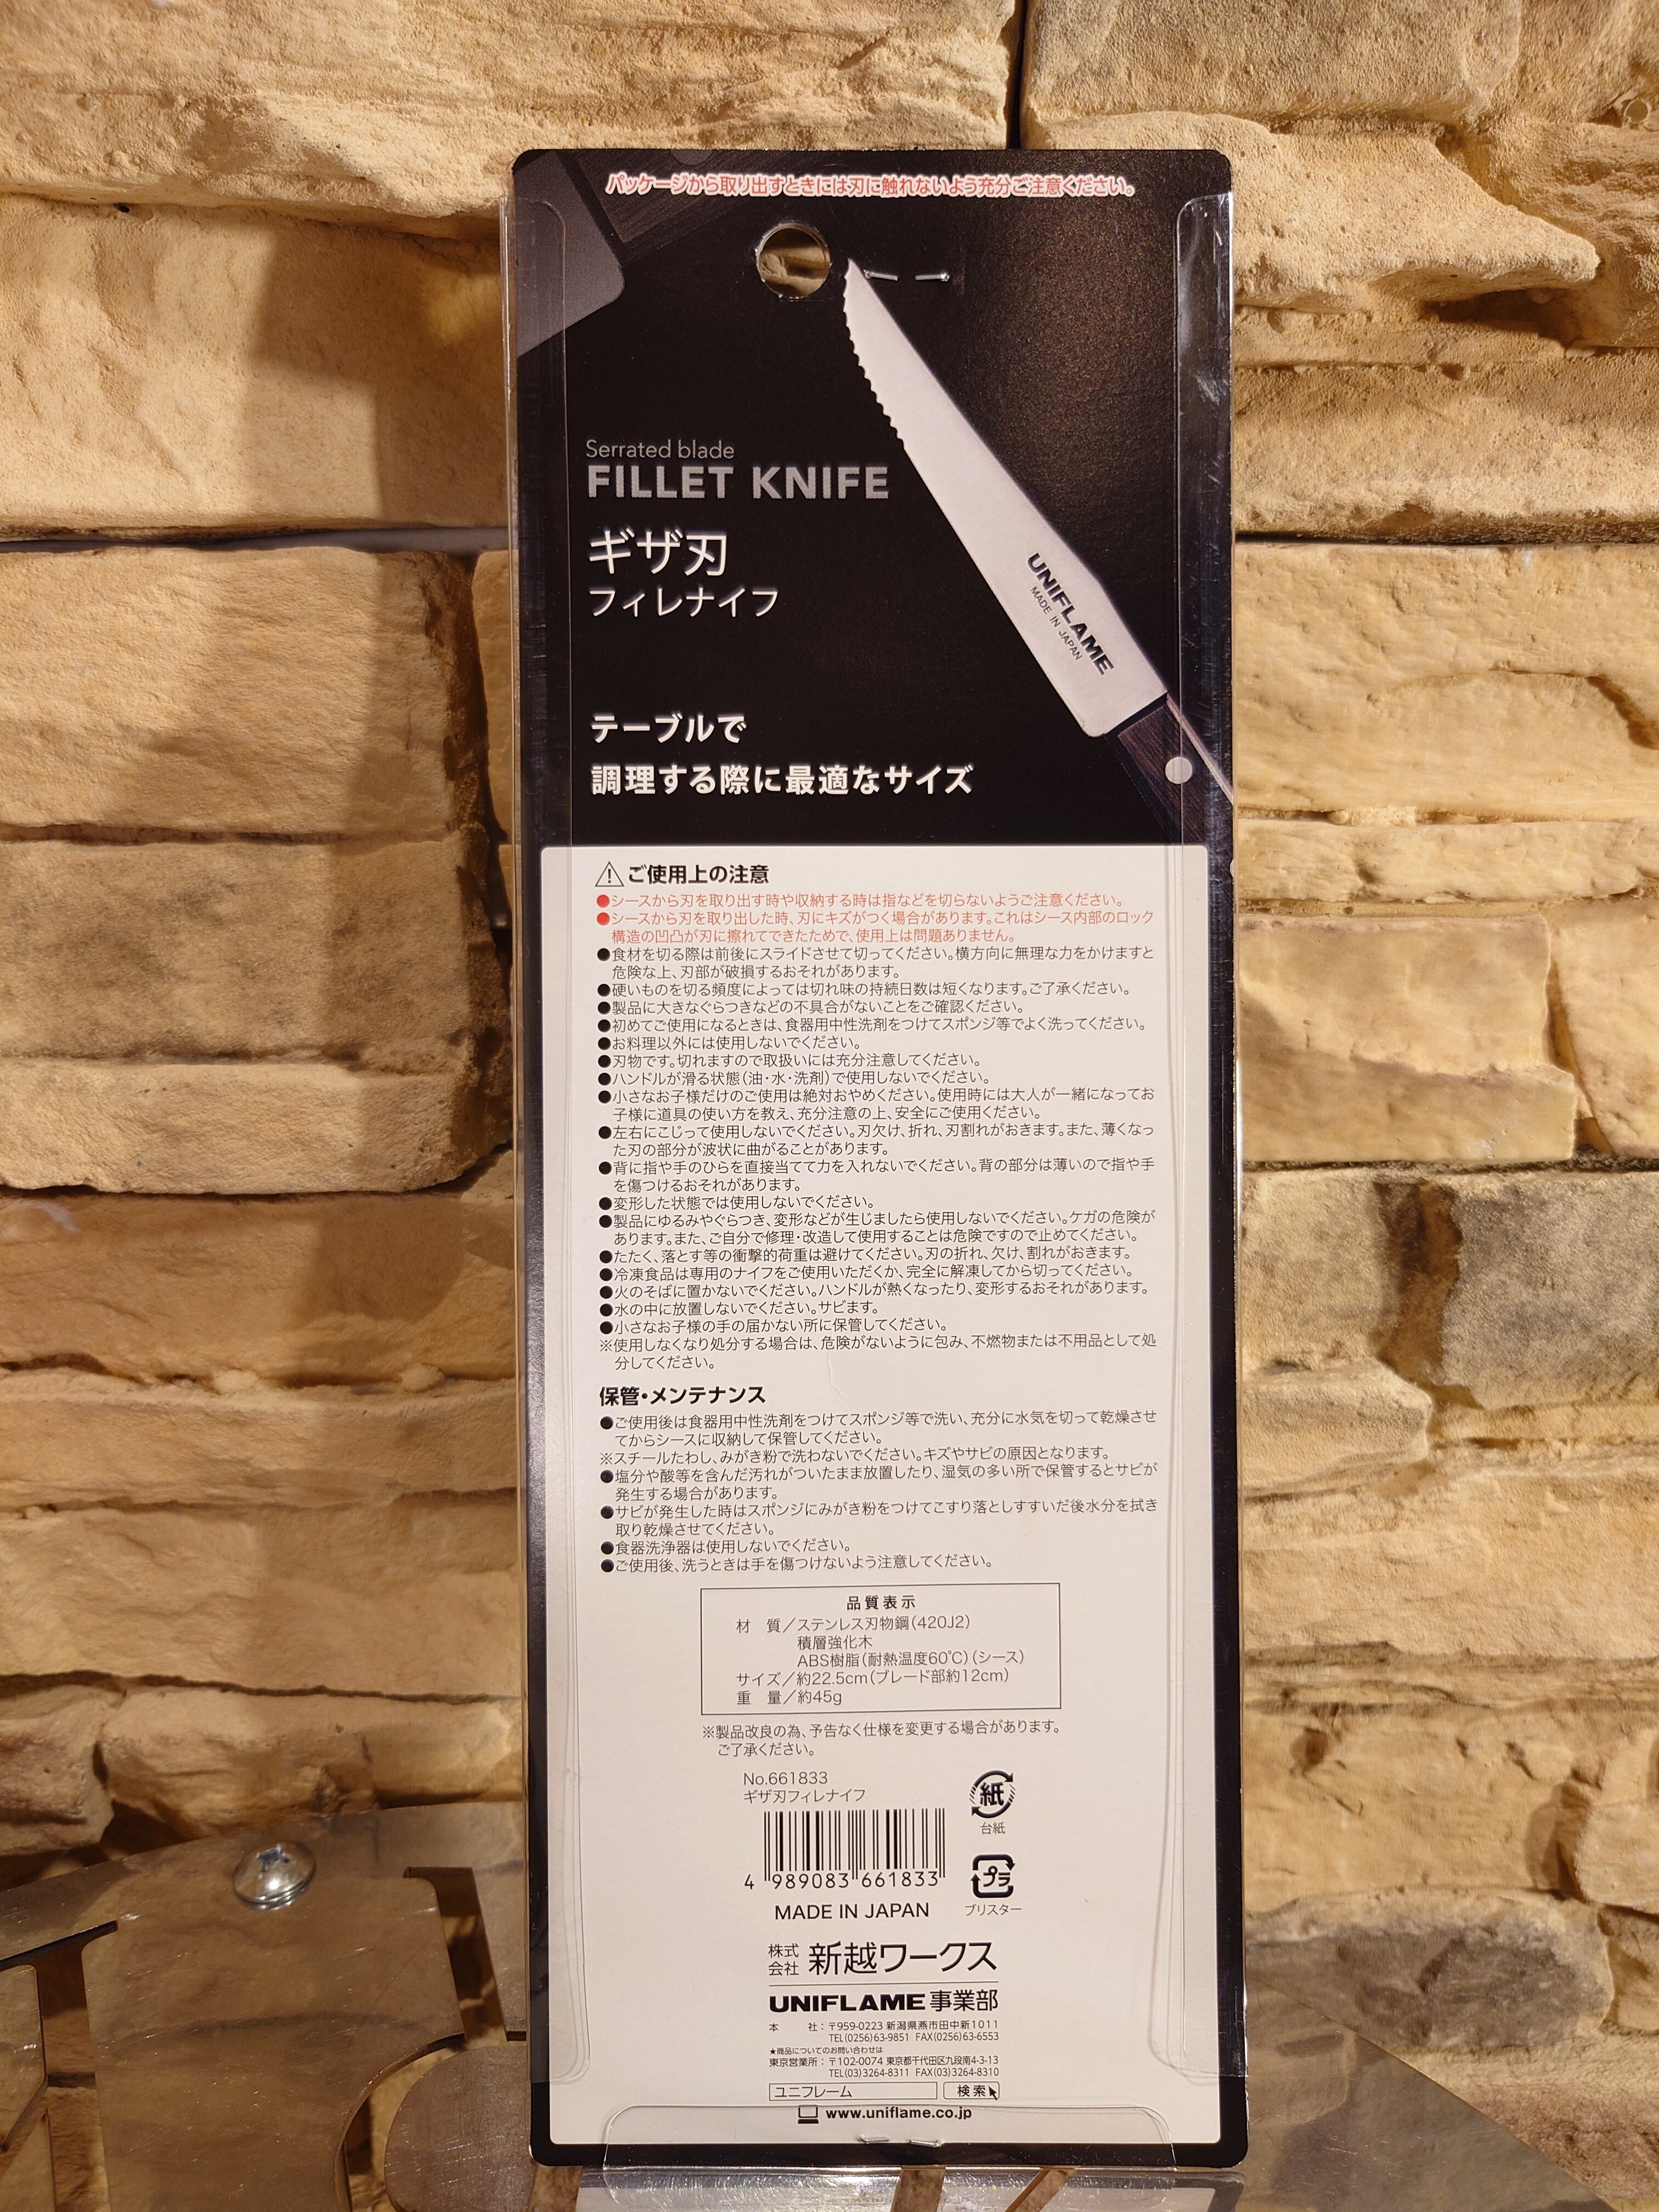 パッケージから取り出すときには刃に触れないよう充分ご注意ください。
Serrated blade
FILLET KNIFE
ギザ刃
フィレナイフ
UNIFLAME
MADE IN JAPAN
テーブルで
調理する際に最適なサイズ
ご使用上の注意
●シースから刃を取り出す時や収納する時は指などを切らないようご注意ください。
●シースから刃を取り出した時、刃にキズがつく場合があります。これはシース内部のロック
構造の凹凸が刃に擦れてできたためで、使用上は問題ありません。
●食材を切る際は前後にスライドさせて切ってください。横方向に無理な力をかけますと
危険な上、刃部が破損するおそれがあります。
●硬いものを切る頻度によっては切れ味の持続日数は短くなります。ご了承ください。
●製品に大きなぐらつきなどの不具合がないことをご確認ください。
●初めてご使用になるときは、食器用中性洗剤をつけてスポンジ等でよく洗ってください。
●お料理以外には使用しないでください。
●刃物です。切れますので取扱いには充分注意してください。
●ハンドルが滑る状態(油・水・洗剤)で使用しないでください。
●小さなお子様だけのご使用は絶対おやめください。使用時には大人が一緒になってお
子様に道具の使い方を教え、充分注意の上、安全にご使用ください。
●左右にこじって使用しないでください。刃欠け、折れ、刃割れがおきます。また、薄くなっ
た刃の部分が波状に曲がることがあります。
●背に指や手のひらを直接当てて力を入れないでください。背の部分は薄いので指や手
を傷つけるおそれがあります。
●変形した状態では使用しないでください。
●製品にゆるみやぐらつき、変形などが生じましたら使用しないでください。ケガの危険が
あります。また、ご自分で修理・改造して使用することは危険ですので止めてください。
●たたく、落とす等の衝撃的荷重は避けてください。刃の折れ、欠け、割れがおきます。
●冷凍食品は専用のナイフをご使用いただくか、完全に解凍してから切ってください。
●火のそばに置かないでください。ハンドルが熱くなったり、変形するおそれがあります。
●水の中に放置しないでください。サビます。
●小さなお子様の手の届かない所に保管してください。
※使用しなくなり処分する場合は、危険がないように包み、不燃物または不用品として処
分してください。
保管・メンテナンス
●ご使用後は食器用中性洗剤をつけてスポンジ等で洗い、充分に水気を切って乾燥させ
てからシースに収納して保管してください。
※スチールたわし、みがき粉で洗わないでください。キズやサビの原因となります。
●塩分や酸等を含んだ汚れがついたまま放置したり、湿気の多い所で保管するとサビが
発生する場合があります。
●サビが発生した時はスポンジにみがき粉をつけてこすり落としすすいだ後水分を拭き
取り乾燥させてください。
●食器洗浄器は使用しないでください。
●ご使用後、洗うときは手を傷つけないよう注意してください。
品質表示
材 質／ステンレス刃物鋼(420J2)
積層強化木
ABS樹脂(耐熱温度60℃)(シース)
サイズ／約22.5cm(ブレード部約12cm)
重 量／約45g
※製品改良の為、予告なく仕様を変更する場合があります。
ご了承ください。
No.661833
ギザ刃フィレナイフ
紙
台紙
4 989083 661833
プラ
ブリスター
MADE IN JAPAN
株式会社 新越ワークス
UNIFLAME 事業部
本 社：〒959-0223 新潟県燕市田中新1011
TEL(0256)63-9851 FAX(0256)63-6553
★商品についてのお問い合わせは
東京営業所：〒102-0074 東京都千代田区九段南4-3-13
TEL(03)3264-8311 FAX(03)3264-8310
ユニフレーム 検索
www.uniflame.co.jp